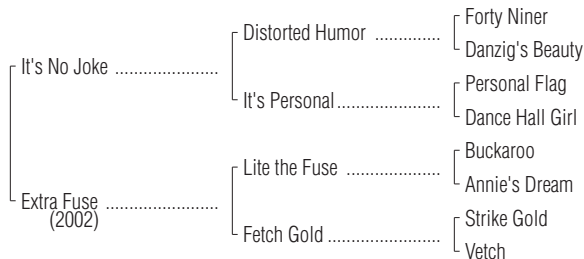 Forty Niner
Distorted Humor ..............
Danzig's Beauty
It's No Joke ......................
Personal Flag
It's Personal ......................
Dance Hall Girl
Buckaroo
Lite the Fuse ....................
Annie's Dream
Extra Fuse ........................
(2002)
Strike Gold
Fetch Gold ........................
Vetch